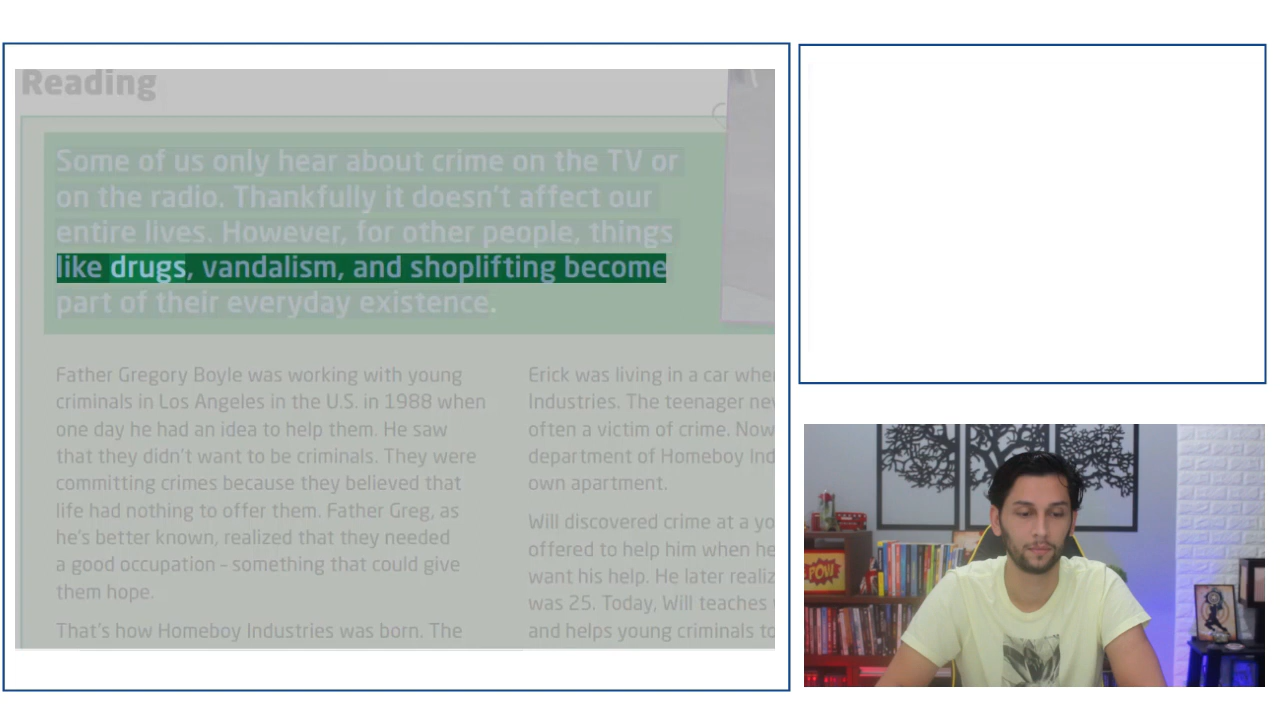 Reading
Some of us only hear about crime on the TV or
on the radio. Thankfully it doesn't affect our
entire lives. However, for other people, things
like drugs, vandalism, and shoplifting become
part of their everyday existence.
Father Gregory Boyle was working with young
criminals in Los Angeles in the U.S. in 1988 when
one day he had an idea to help them. He saw
that they didn't want to be criminals. They were
committing crimes because they believed that
life had nothing to offer them. Father Greg, as
he's better known, realized that they needed
a good occupation – something that could give
them hope.
That's how Homeboy Industries was born. The
Erick was living in a car
Industries. The teenager
often a victim of crime. Now
department of Homeboy
own apartment.
Will discovered crime at a
offered to help him when he
want his help. He later
was 25. Today, Will teaches
and helps young criminals to
POW